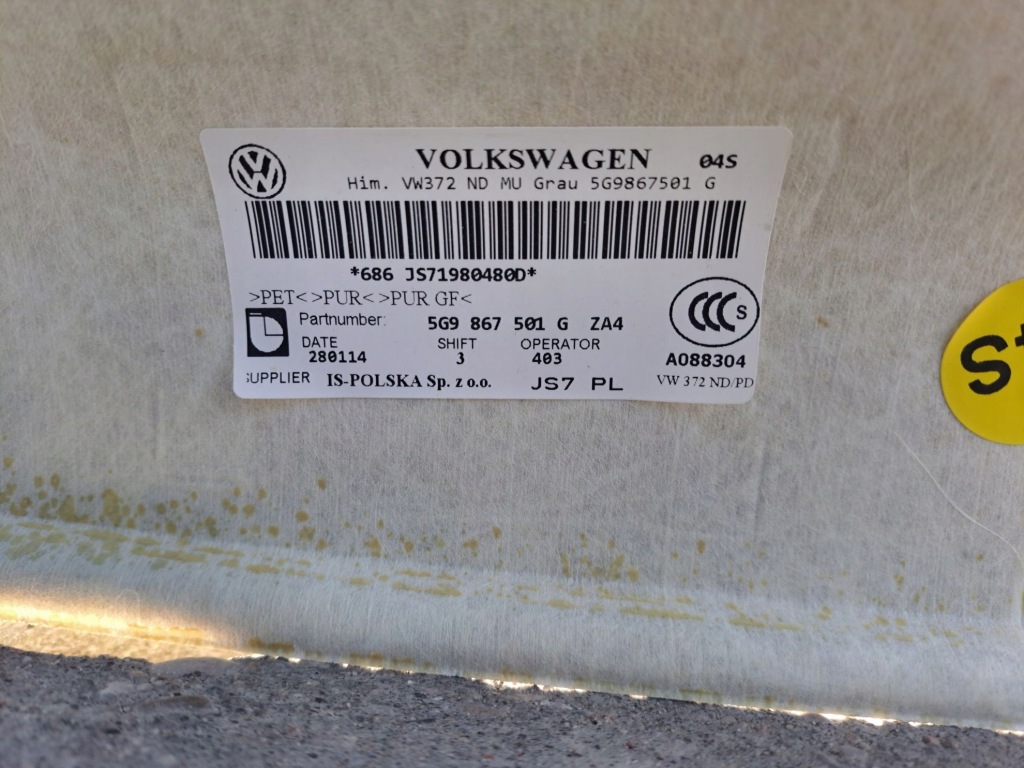 VOLKSWAGEN 04S
Him. VW372 ND MU Grau 5G9867501 G
*686 JS71980480D*
>PET< >PUR< >PUR GF<
CCC S
Partnumber: 5G9 867 501 G ZA4
DATE SHIFT OPERATOR
280114 3 403 A088304
SUPPLIER IS-POLSKA Sp. z o.o. JS7 PL VW 372 ND/PD